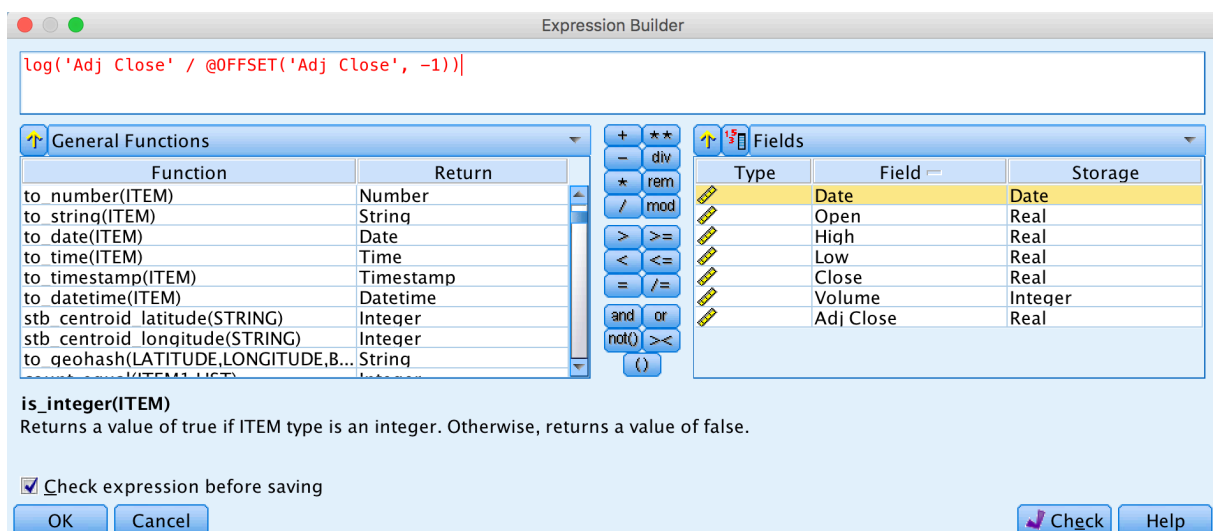 Expression Builder
log('Adj Close' / @OFFSET('Adj Close', -1))
General Functions
Function Return
to_number(ITEM) Number
to_string(ITEM) String
to_date(ITEM) Date
to_time(ITEM) Time
to_timestamp(ITEM) Timestamp
to_datetime(ITEM) Datetime
stb_centroid_latitude(STRING) Integer
stb_centroid_longitude(STRING) Integer
to_geohash(LATITUDE,LONGITUDE,B... String
+ **
- div
* rem
/ mod
> >=
< <=
= /=
and or
not() ><
()
Fields
Type Field Storage
Date Date
Open Real
High Real
Low Real
Close Real
Volume Integer
Adj Close Real
is_integer(ITEM)
Returns a value of true if ITEM type is an integer. Otherwise, returns a value of false.
Check expression before saving
OK Cancel Check Help